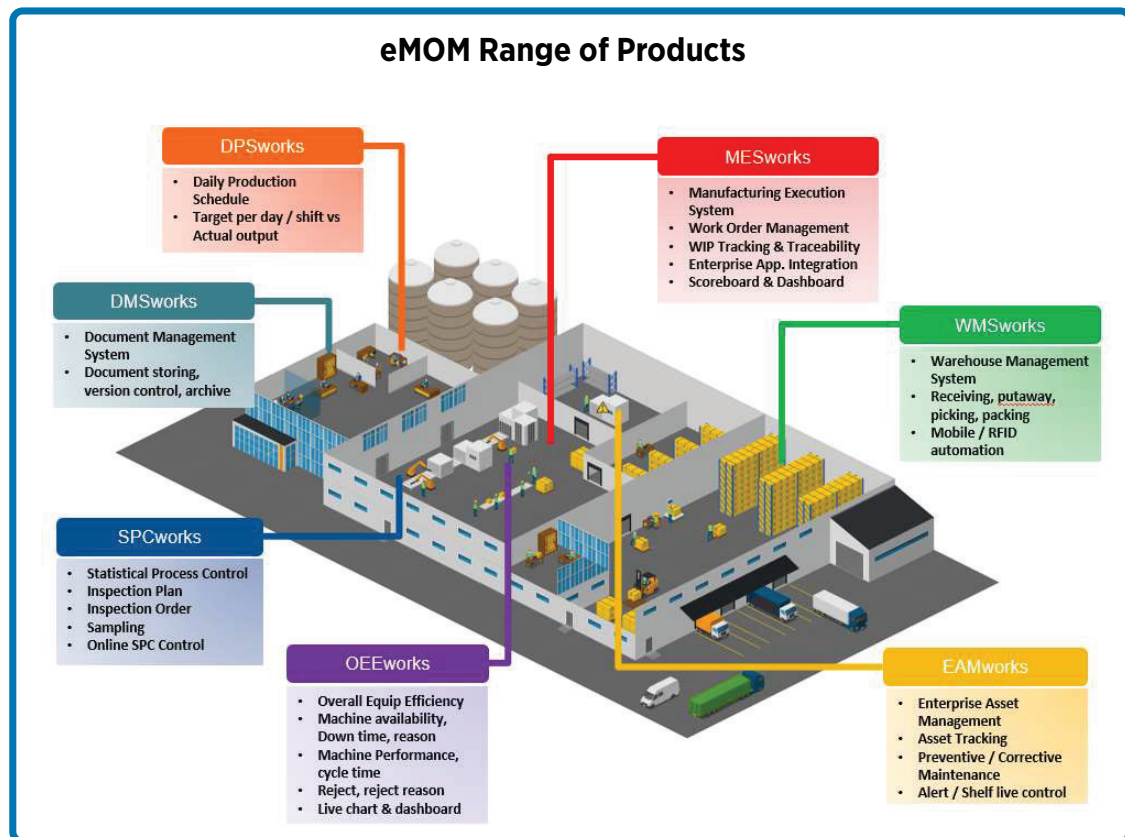 eMOM Range of Products
DPSworks
• Daily Production
Schedule
• Target per day / shift vs
Actual output
MESworks
• Manufacturing Execution
System
• Work Order Management
• WIP Tracking & Traceability
• Enterprise App. Integration
• Scoreboard & Dashboard
DMSworks
• Document Management
System
• Document storing,
version control, archive
WMSworks
• Warehouse Management
System
• Receiving, putaway,
picking, packing
• Mobile / RFID
automation
SPCworks
• Statistical Process Control
• Inspection Plan
• Inspection Order
• Sampling
• Online SPC Control
OEEworks
• Overall Equip Efficiency
• Machine availability,
Down time, reason
• Machine Performance,
cycle time
• Reject, reject reason
• Live chart & dashboard
EAMworks
• Enterprise Asset
Management
• Asset Tracking
• Preventive / Corrective
Maintenance
• Alert / Shelf live control